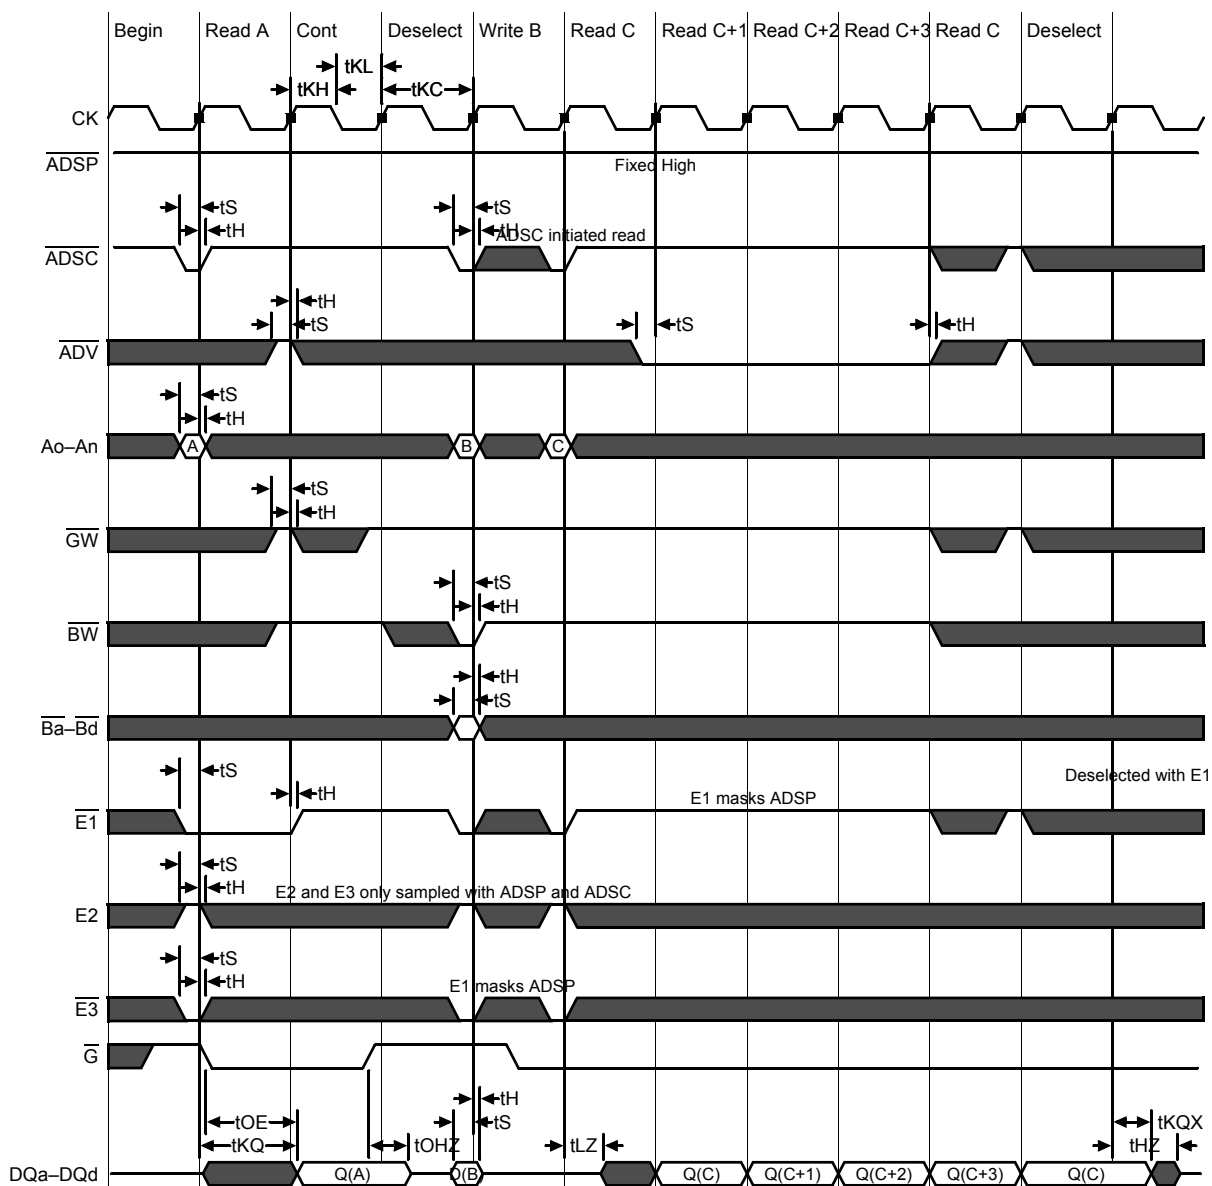 Begin Read A Cont Deselect Write B Read C Read C+1 Read C+2 Read C+3 Read C Deselect
tKL
tKH tKC
CK
ADSP
Fixed High
tS tS
tH tH
ADSC initiated read
ADSC
tH
tS tS tH
ADV
tS
tH
Ao–An A B C
tS
tH
GW
tS
tH
BW
tH
tS
Ba–Bd
tS Deselected with E1
tH
E1 masks ADSP
E1
tS
tH
E2 and E3 only sampled with ADSP and ADSC
E2
tS
tH
E1 masks ADSP
E3
G
tH
tOE tS tKQX
tKQ tOHZ tLZ tHZ
DQa–DQd Q(A) D(B) Q(C) Q(C+1) Q(C+2) Q(C+3) Q(C)